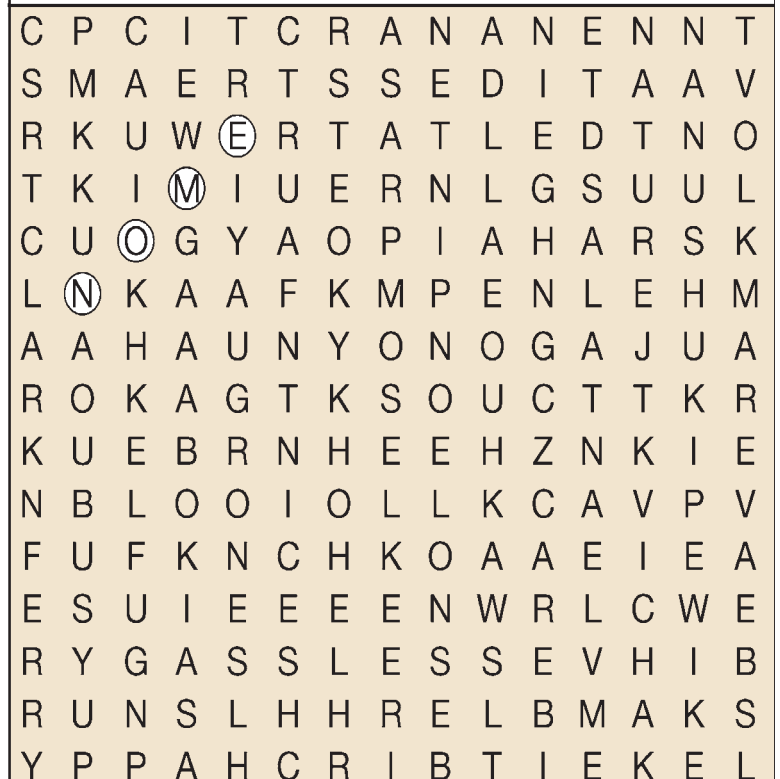 C P C I T C R A N A N E N N T
S M A E R T S S E D I T A A V
R K U W E R T A T L E D T N O
T K I M I U E R N L G S U U L
C U O G Y A O P I A H A R S K
L N K A A F K M P E N L E H M
A A H A U N Y O N O G A J U A
R O K A G T K S O U C T T K R
K U E B R N H E E H Z N K I E
N B L O O I O L L K C A V P V
F U F K N C H K O A A E I E A
E S U I E E E E N W R L C W E
R Y G A S S L E S S E V H I B
R U N S L H H R E L B M A K S
Y P P A H C R I B T I E K E L